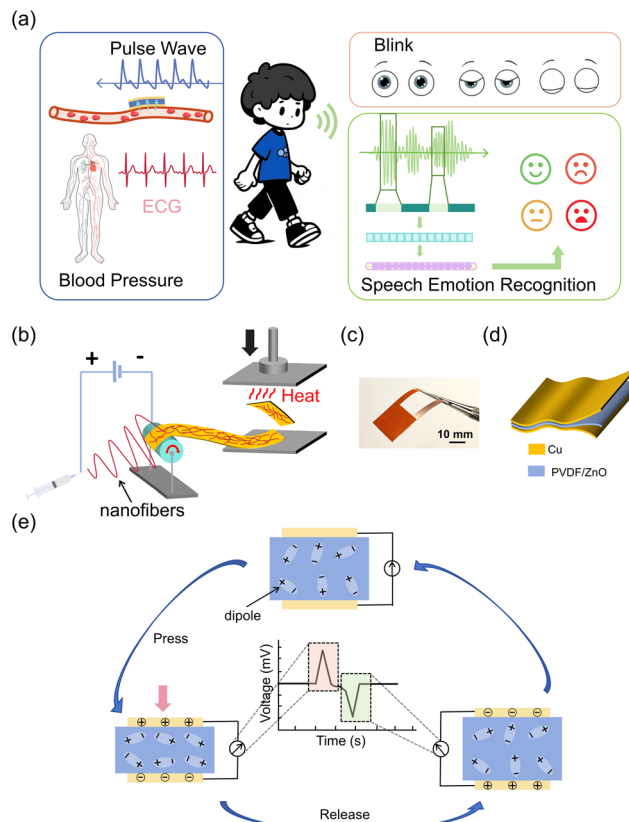 (a)
Pulse Wave
ECG
Blood Pressure
Blink
Speech Emotion Recognition
(b)
+ -
Heat
nanofibers
(c)
10 mm
(d)
Cu
PVDF/ZnO
(e)
dipole
Press
Voltage (mV)
Time (s)
Release